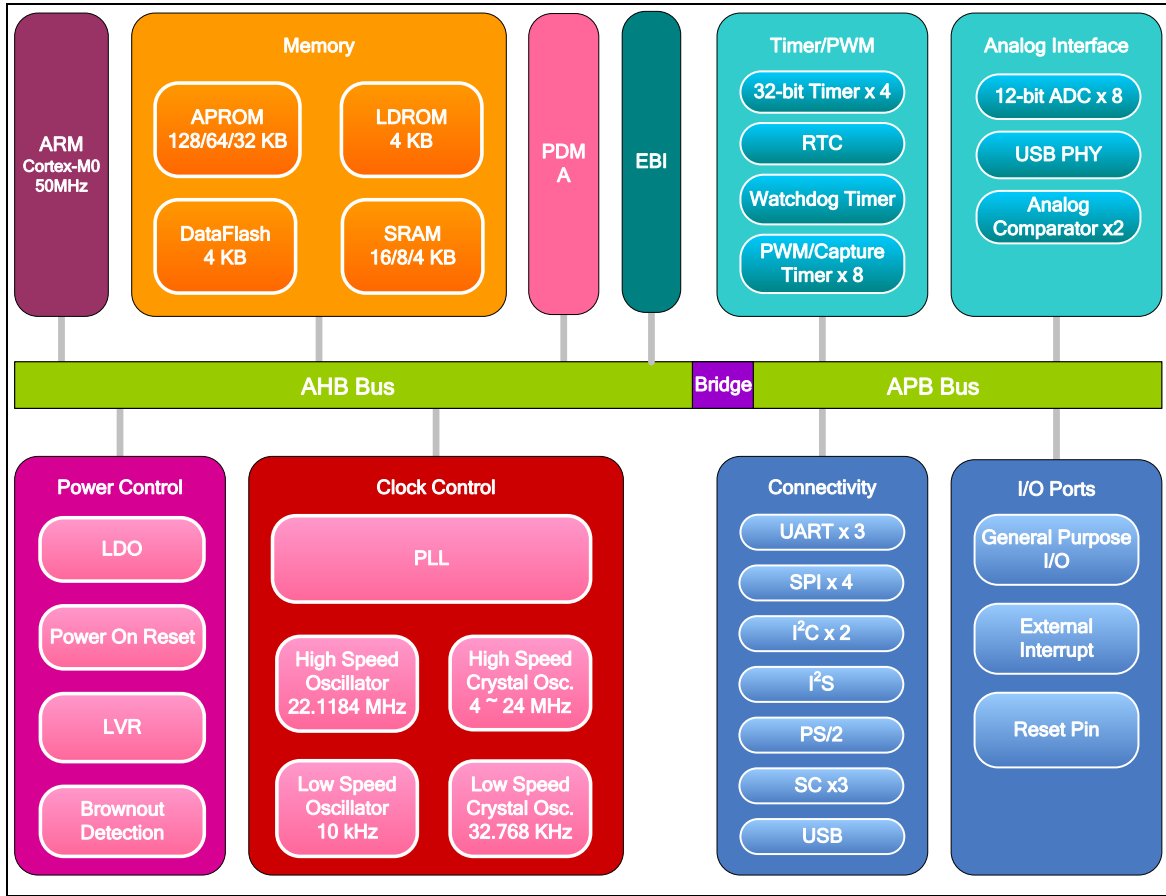 ARM
Cortex-M0
50MHz
Memory
APROM
128/64/32 KB
LDROM
4 KB
DataFlash
4 KB
SRAM
16/8/4 KB
PDM
A
EBI
Timer/PWM
32-bit Timer x 4
RTC
Watchdog Timer
PWM/Capture
Timer x 8
Analog Interface
12-bit ADC x 8
USB PHY
Analog
Comparator x2
AHB Bus
Bridge
APB Bus
Power Control
LDO
Power On Reset
LVR
Brownout
Detection
Clock Control
PLL
High Speed
Oscillator
22.1184 MHz
High Speed
Crystal Osc.
4 ~ 24 MHz
Low Speed
Oscillator
10 kHz
Low Speed
Crystal Osc.
32.768 KHz
Connectivity
UART x 3
SPI x 4
I²C x 2
I²S
PS/2
SC x3
USB
I/O Ports
General Purpose
I/O
External
Interrupt
Reset Pin